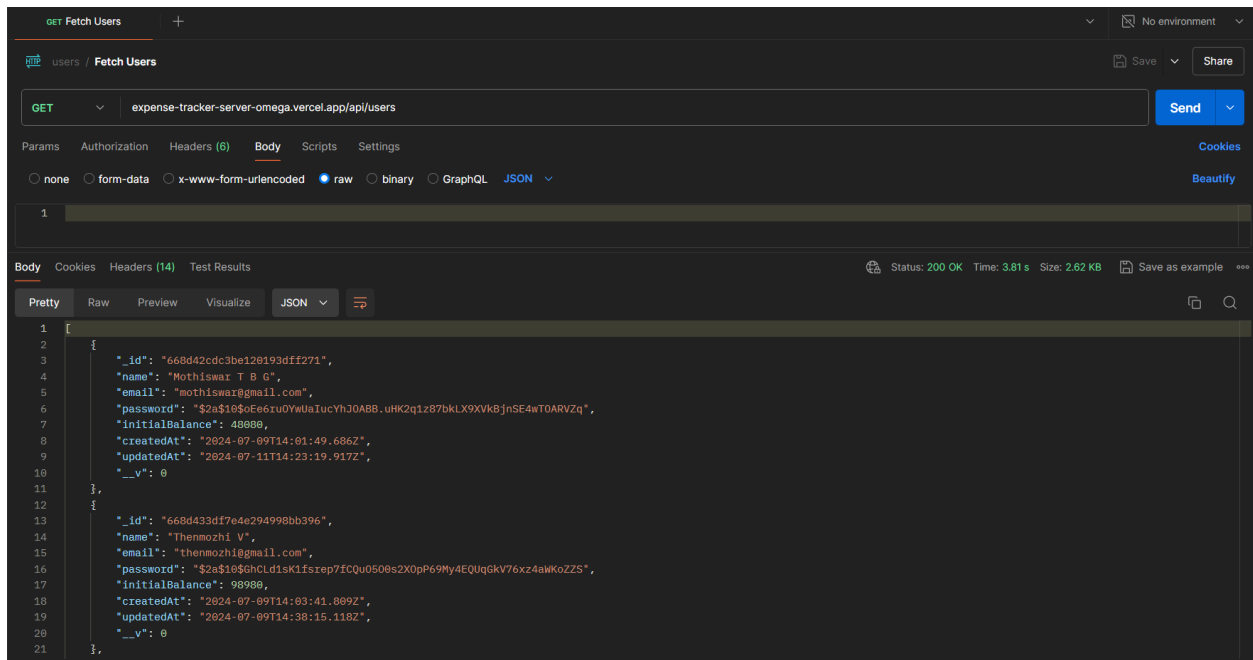 GET Fetch Users
No environment
HTTP users / Fetch Users Save Share
GET expense-tracker-server-omega.vercel.app/api/users Send
Params Authorization Headers (6) Body Scripts Settings Cookies
none form-data x-www-form-urlencoded raw binary GraphQL JSON Beautify
1
Body Cookies Headers (14) Test Results Status: 200 OK Time: 3.81 s Size: 2.62 KB Save as example
Pretty Raw Preview Visualize JSON
1 [
2 {
3 "_id": "668d42cdc3be120193dff271",
4 "name": "Mothiswar T B G",
5 "email": "mothiswar@gmail.com",
6 "password": "$2a$10$oEe6ruOYwUaIucYhJOABB.uHK2q1z87bkLX9XVkBjnSE4wTOARVZq",
7 "initialBalance": 48080,
8 "createdAt": "2024-07-09T14:01:49.686Z",
9 "updatedAt": "2024-07-11T14:23:19.917Z",
10 "__v": 0
11 },
12 {
13 "_id": "668d433df7e4e294998bb396",
14 "name": "Thenmozhi V",
15 "email": "thenmozhi@gmail.com",
16 "password": "$2a$10$GhCLd1sK1fsrep7fCQuO5O0s2XOpP69My4EQUqGkV76xz4aWKoZZS",
17 "initialBalance": 98980,
18 "createdAt": "2024-07-09T14:03:41.809Z",
19 "updatedAt": "2024-07-09T14:38:15.118Z",
20 "__v": 0
21 },